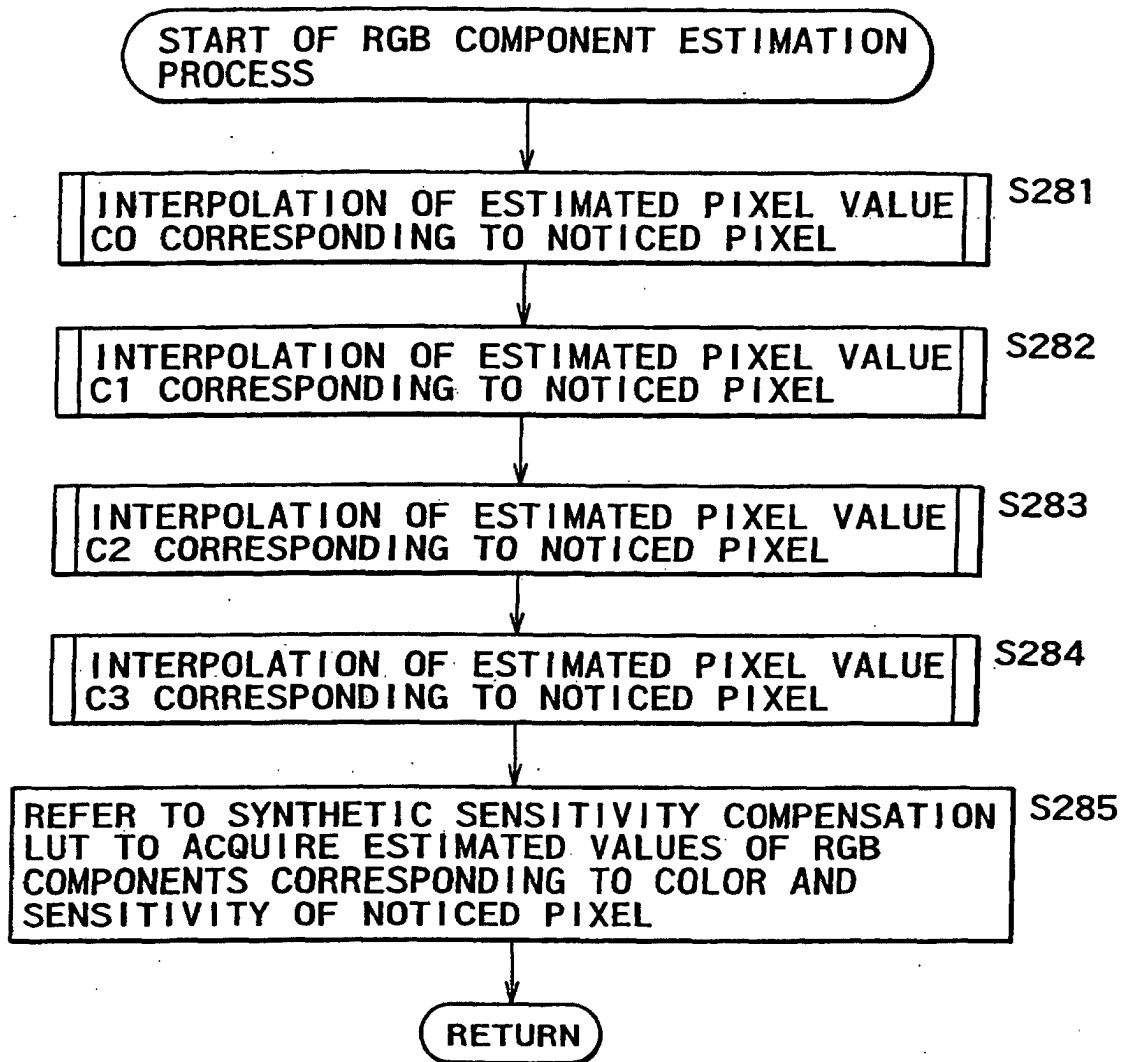 START OF RGB COMPONENT ESTIMATION
PROCESS
INTERPOLATION OF ESTIMATED PIXEL VALUE
C0 CORRESPONDING TO NOTICED PIXEL
S281
INTERPOLATION OF ESTIMATED PIXEL VALUE
C1 CORRESPONDING TO NOTICED PIXEL
S282
INTERPOLATION OF ESTIMATED PIXEL VALUE
C2 CORRESPONDING TO NOTICED PIXEL
S283
INTERPOLATION OF ESTIMATED PIXEL VALUE
C3 CORRESPONDING TO NOTICED PIXEL
S284
REFER TO SYNTHETIC SENSITIVITY COMPENSATION
LUT TO ACQUIRE ESTIMATED VALUES OF RGB
COMPONENTS CORRESPONDING TO COLOR AND
SENSITIVITY OF NOTICED PIXEL
S285
RETURN